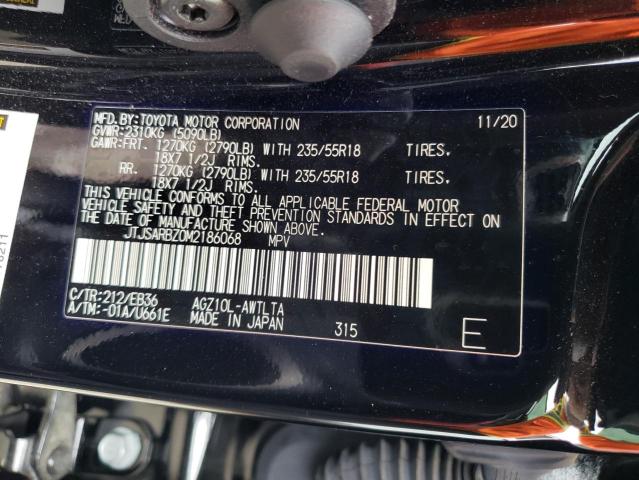 MFD.BY:TOYOTA MOTOR CORPORATION 11/20
GVWR:2310KG (5090LB)
GAWR:FRT. 1270KG (2790LB) WITH 235/55R18 TIRES.
18X7 1/2J RIMS.
RR. 1270KG (2790LB) WITH 235/55R18 TIRES.
18X7 1/2J RIMS.
THIS VEHICLE CONFORMS TO ALL APPLICABLE FEDERAL MOTOR
VEHICLE SAFETY AND THEFT PREVENTION STANDARDS IN EFFECT ON
THE DATE OF MANUFACTURE SHOWN ABOVE.
JTJSARBZ0M2186068 MPV
C/TR:212/EB36 AGZ10L-AWTLTA
A/TM:-01A/U661E MADE IN JAPAN 315 E